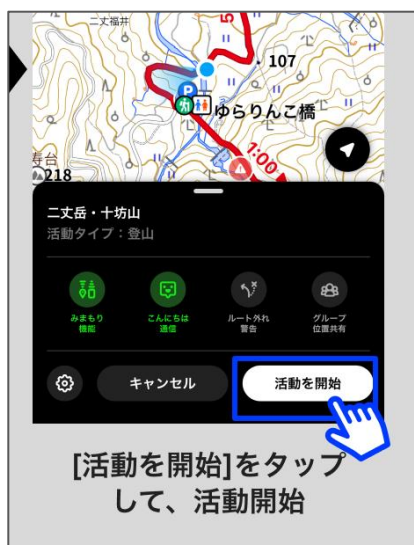 二丈福井
107
P
ゆらりんこ橋
1:00
寿台
218
二丈岳・十坊山
活動タイプ：登山
みまもり機能
こんにちは通信
ルート外れ警告
グループ位置共有
キャンセル
活動を開始
[活動を開始]をタップ
して、活動開始